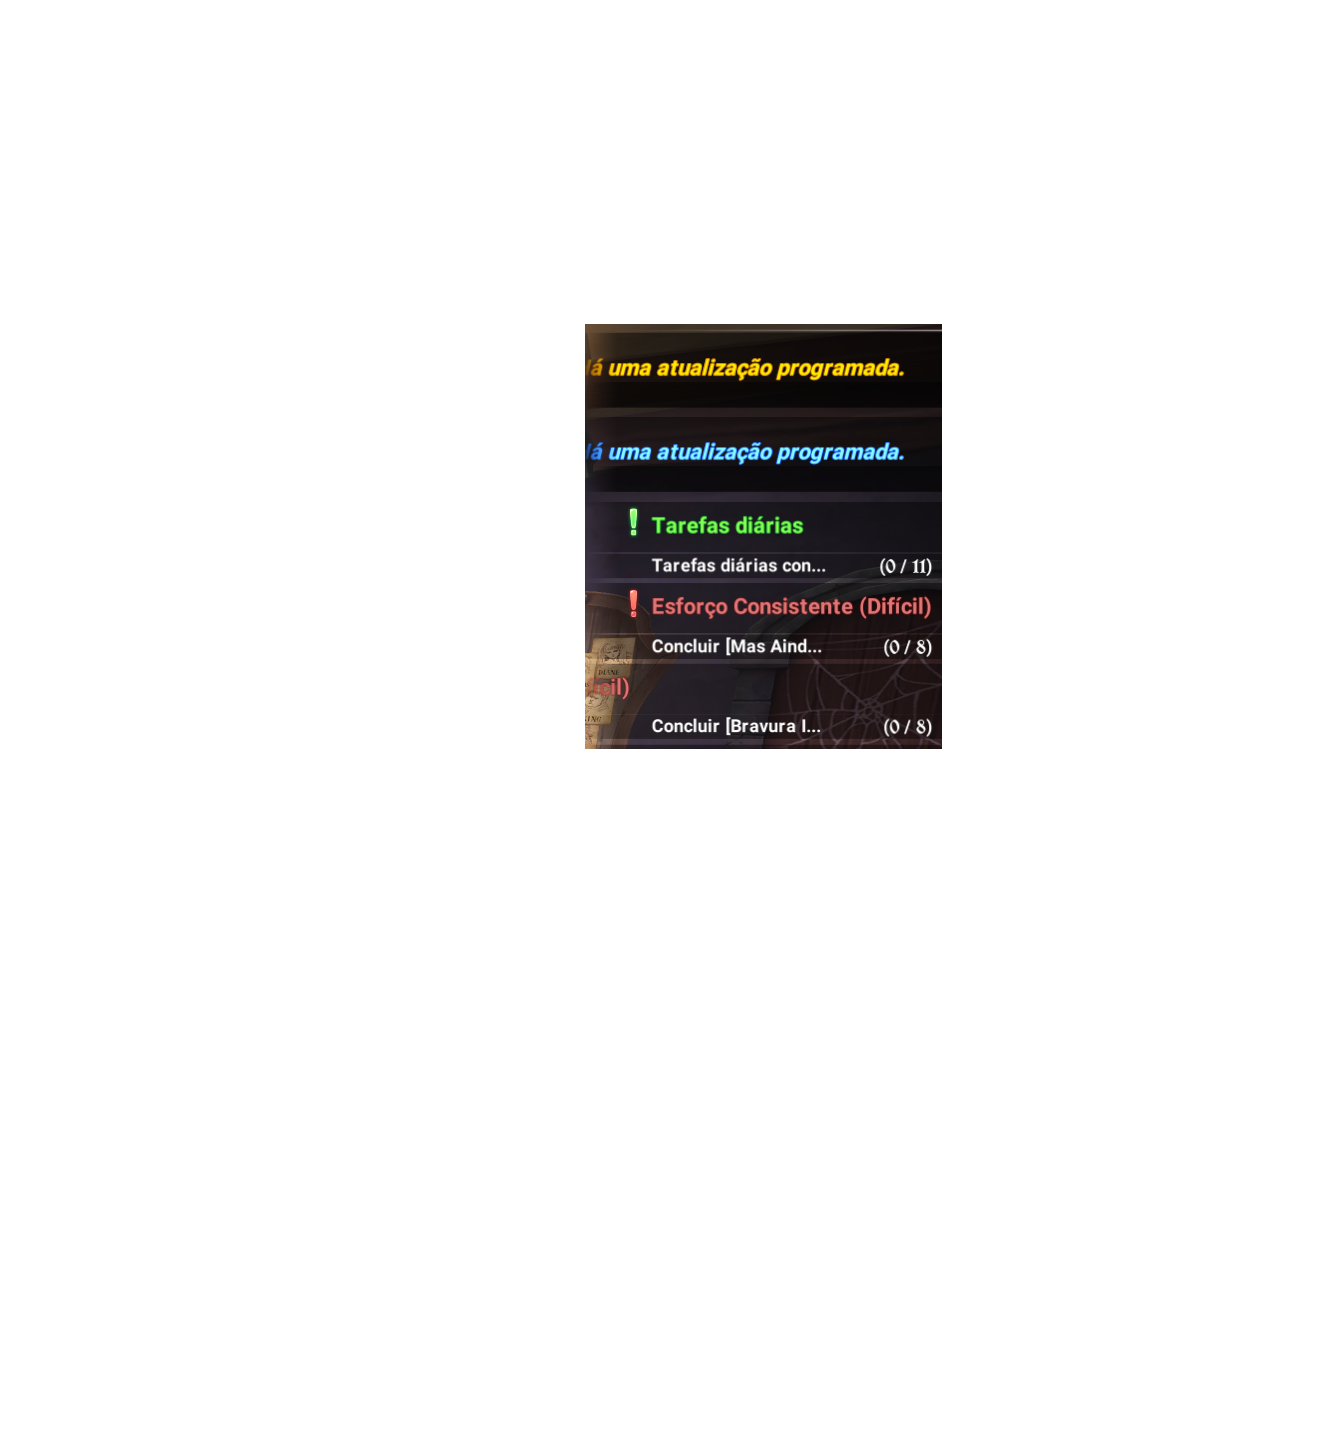 uma atualização programada.
uma atualização programada.
Tarefas diárias
Tarefas diárias con... (0 / 11)
Esforço Consistente (Difícil)
Concluir [Mas Aind... (0 / 8)
Concluir [Bravura I... (0 / 8)